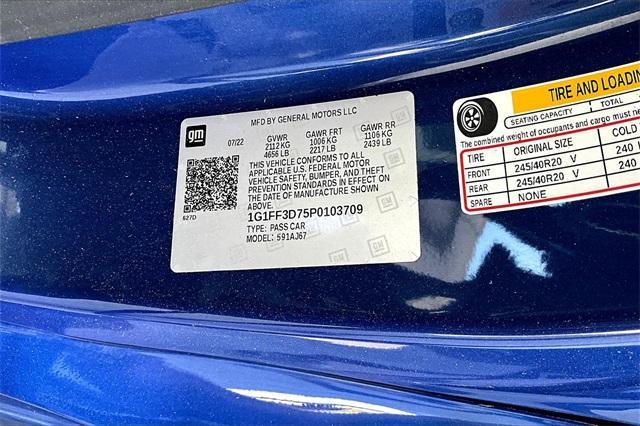 MFD BY GENERAL MOTORS LLC
gm
07/22
GVWR
2112 KG
4656 LB
GAWR FRT
1006 KG
2217 LB
GAWR RR
1106 KG
2439 LB
THIS VEHICLE CONFORMS TO ALL
APPLICABLE U.S. FEDERAL MOTOR
VEHICLE SAFETY, BUMPER, AND THEFT
PREVENTION STANDARDS IN EFFECT ON
THE DATE OF MANUFACTURE SHOWN
ABOVE.
627D
1G1FF3D75P0103709
TYPE: PASS CAR
MODEL: 591AJ67
TIRE AND LOADIN
SEATING CAPACITY TOTAL
The combined weight of occupants and cargo must ne
TIRE ORIGINAL SIZE COLD
FRONT 245/40R20 V 240
REAR 245/40R20 V 240
SPARE NONE